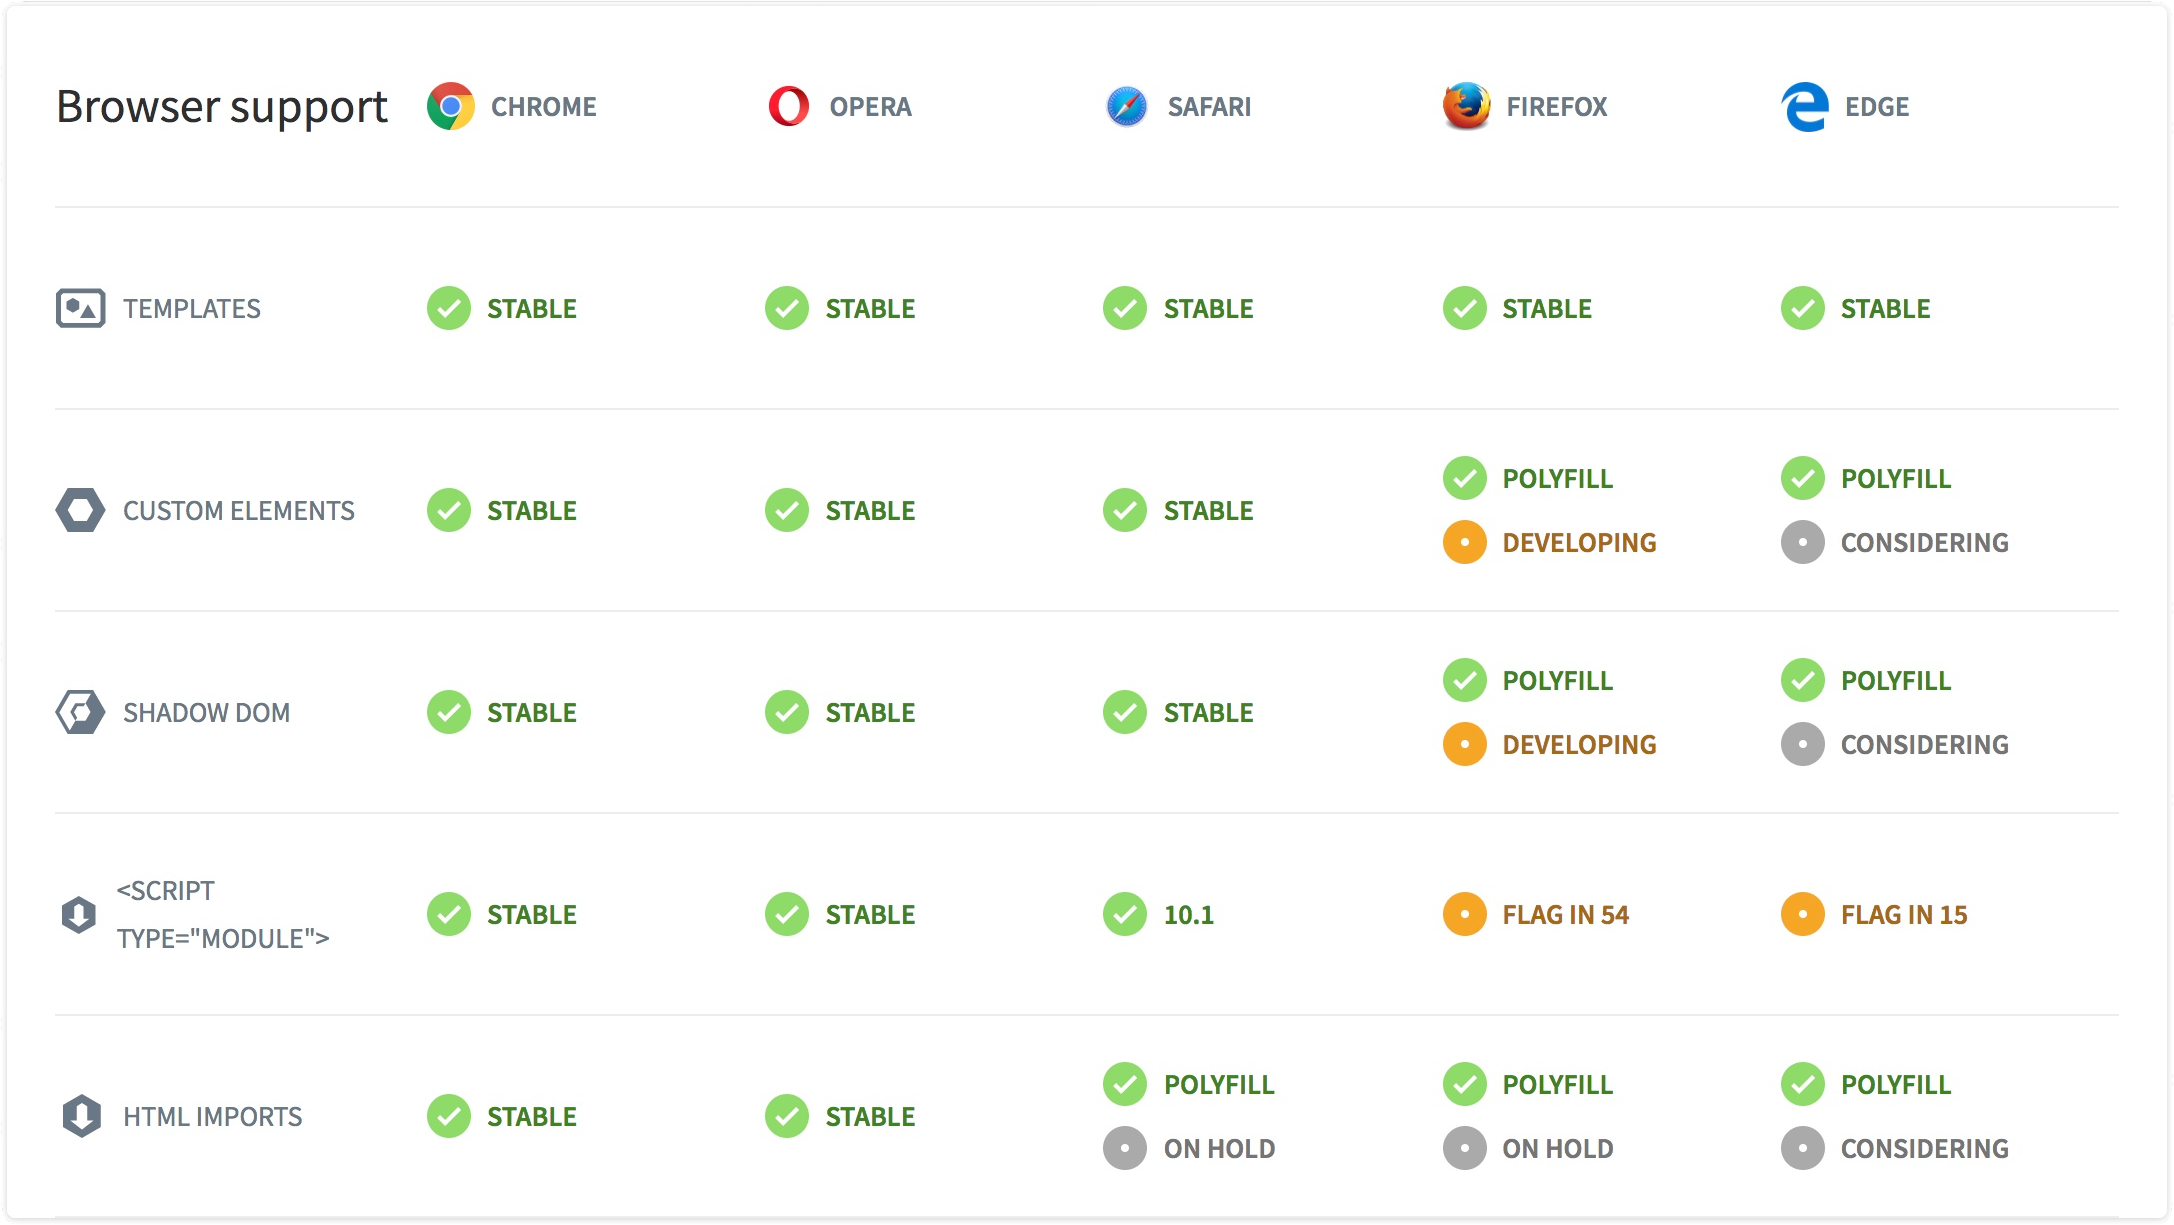 Browser support CHROME OPERA SAFARI FIREFOX EDGE
TEMPLATES STABLE STABLE STABLE STABLE STABLE
CUSTOM ELEMENTS STABLE STABLE STABLE POLYFILL POLYFILL
DEVELOPING CONSIDERING
SHADOW DOM STABLE STABLE STABLE POLYFILL POLYFILL
DEVELOPING CONSIDERING
<SCRIPT
TYPE="MODULE"> STABLE STABLE 10.1 FLAG IN 54 FLAG IN 15
HTML IMPORTS STABLE STABLE POLYFILL POLYFILL POLYFILL
ON HOLD ON HOLD CONSIDERING